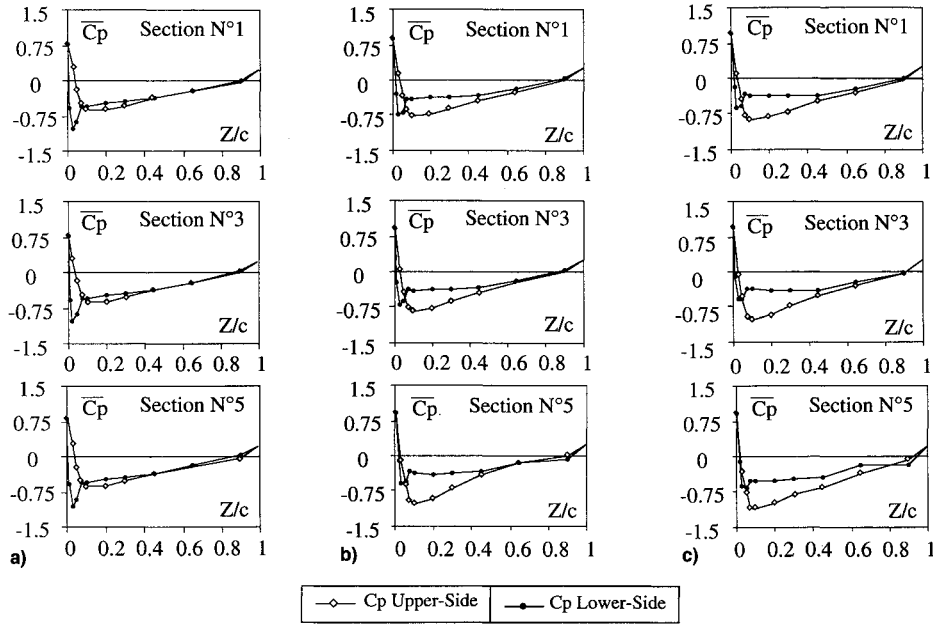 1.5 1.5 1.5
Cp Section N°1 Cp Section N°1 Cp Section N°1
0.75 0.75 0.75
0 0 0
-0.75 -0.75 -0.75
Z/c Z/c Z/c
-1.5 -1.5 -1.5
0 0.2 0.4 0.6 0.8 1 0 0.2 0.4 0.6 0.8 1 0 0.2 0.4 0.6 0.8 1
1.5 1.5 1.5
Cp Section N°3 Cp Section N°3 Cp Section N°3
0.75 0.75 0.75
0 0 0
-0.75 -0.75 -0.75
Z/c Z/c Z/c
-1.5 -1.5 -1.5
0 0.2 0.4 0.6 0.8 1 0 0.2 0.4 0.6 0.8 1 0 0.2 0.4 0.6 0.8 1
1.5 1.5 1.5
Cp Section N°5 Cp Section N°5 Cp Section N°5
0.75 0.75 0.75
0 0 0
-0.75 -0.75 -0.75
Z/c Z/c Z/c
-1.5 -1.5 -1.5
0 0.2 0.4 0.6 0.8 1 0 0.2 0.4 0.6 0.8 1 0 0.2 0.4 0.6 0.8 1
a) b) c)
Cp Upper-Side Cp Lower-Side